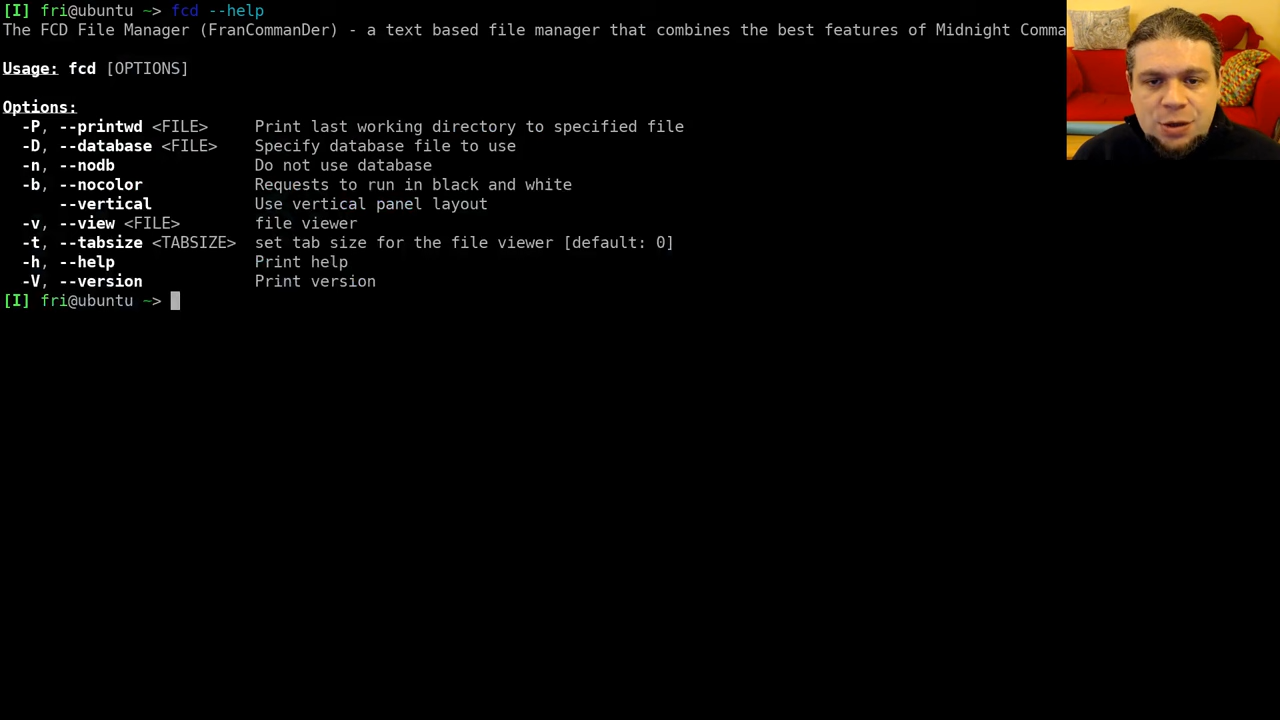 [I] fri@ubuntu ~> fcd --help
The FCD File Manager (FranCommanDer) - a text based file manager that combines the best features of Midnight Comma
Usage: fcd [OPTIONS]
Options:
-P, --printwd <FILE> Print last working directory to specified file
-D, --database <FILE> Specify database file to use
-n, --nodb Do not use database
-b, --nocolor Requests to run in black and white
--vertical Use vertical panel layout
-v, --view <FILE> file viewer
-t, --tabsize <TABSIZE> set tab size for the file viewer [default: 0]
-h, --help Print help
-V, --version Print version
[I] fri@ubuntu ~>